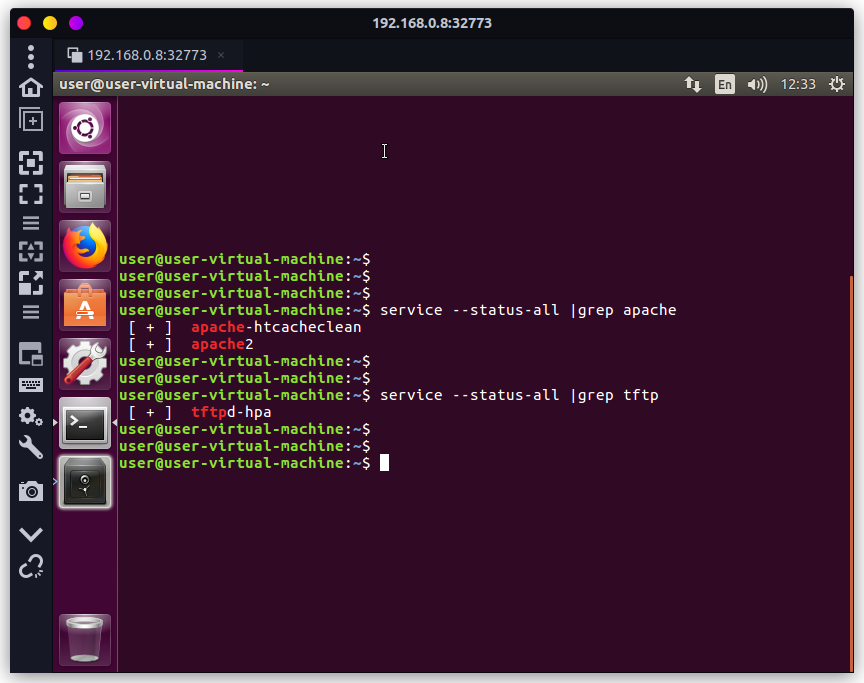 192.168.0.8:32773
192.168.0.8:32773 ×
user@user-virtual-machine: ~ En 12:33
user@user-virtual-machine:~$
user@user-virtual-machine:~$
user@user-virtual-machine:~$
user@user-virtual-machine:~$ service --status-all |grep apache
[ + ]  apache-htcacheclean
[ + ]  apache2
user@user-virtual-machine:~$
user@user-virtual-machine:~$
user@user-virtual-machine:~$ service --status-all |grep tftp
[ + ]  tftpd-hpa
user@user-virtual-machine:~$
user@user-virtual-machine:~$
user@user-virtual-machine:~$